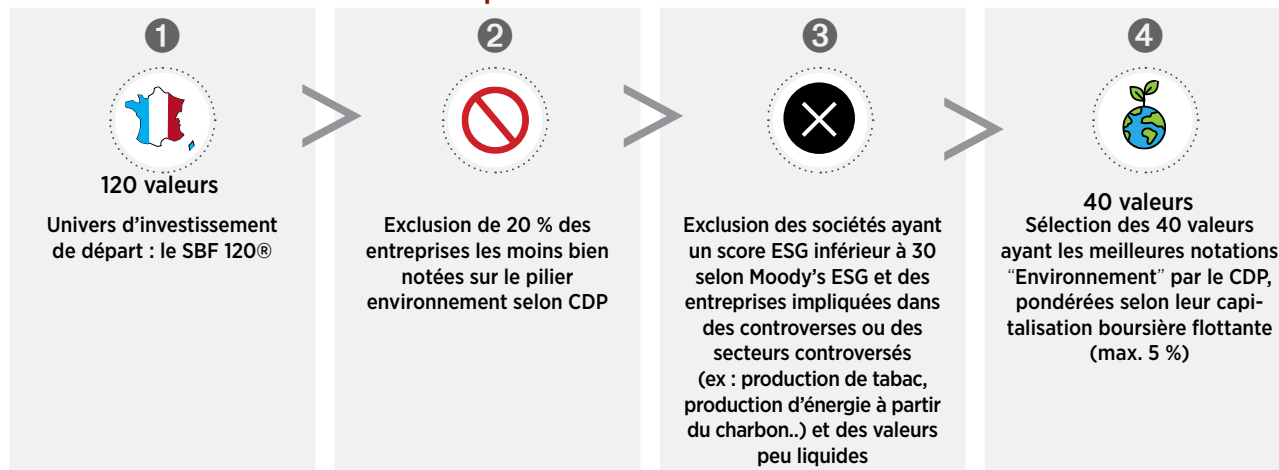 1
120 valeurs
Univers d'investissement
de départ : le SBF 120®
2
Exclusion de 20 % des
entreprises les moins bien
notées sur le pilier
environnement selon CDP
3
Exclusion des sociétés ayant
un score ESG inférieur à 30
selon Moody's ESG et des
entreprises impliquées dans
des controverses ou des
secteurs controversés
(ex : production de tabac,
production d'énergie à partir
du charbon..) et des valeurs
peu liquides
4
40 valeurs
Sélection des 40 valeurs
ayant les meilleures notations
"Environnement" par le CDP,
pondérées selon leur capi-
talisation boursière flottante
(max. 5 %)